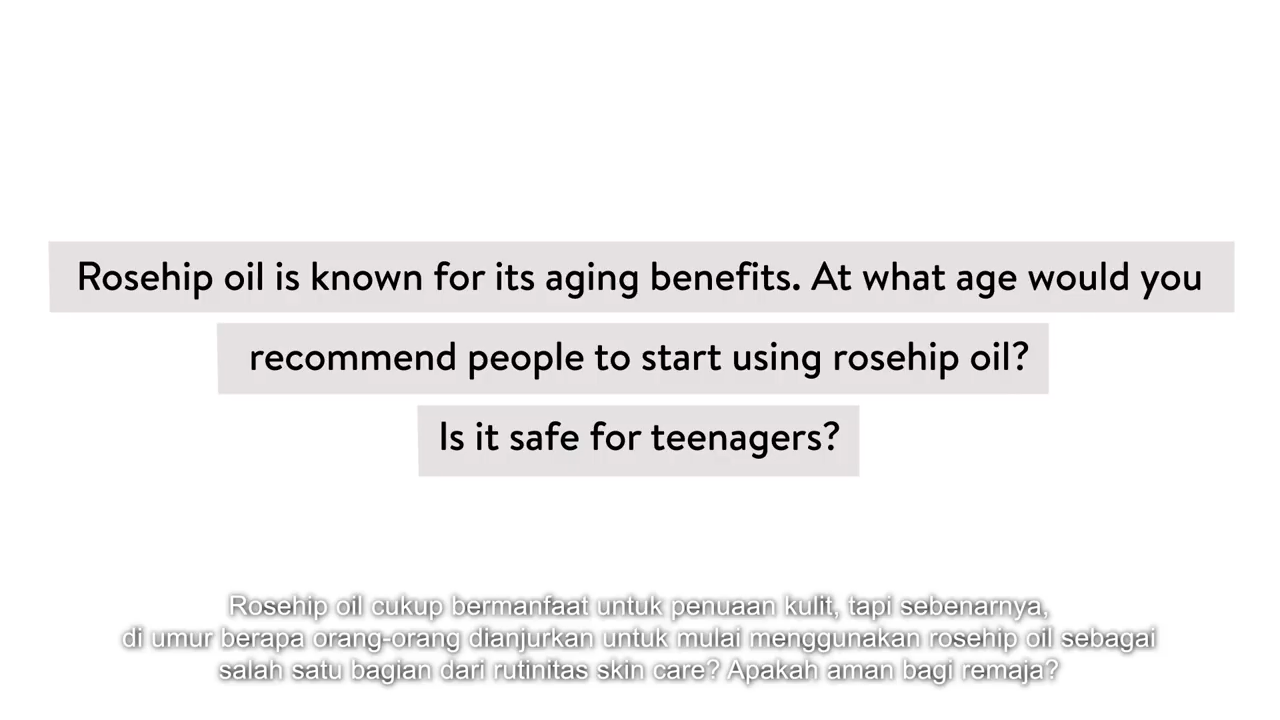 Rosehip oil is known for its aging benefits. At what age would you
recommend people to start using rosehip oil?
Is it safe for teenagers?
Rosehip oil cukup bermanfaat untuk penuaan kulit, tapi sebenarnya,
di umur berapa orang-orang dianjurkan untuk mulai menggunakan rosehip oil sebagai
salah satu bagian dari rutinitas skin care? Apakah aman bagi remaja?